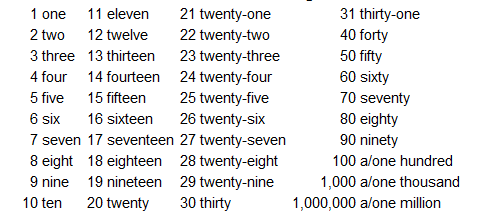 1 one 11 eleven 21 twenty-one 31 thirty-one
2 two 12 twelve 22 twenty-two 40 forty
3 three 13 thirteen 23 twenty-three 50 fifty
4 four 14 fourteen 24 twenty-four 60 sixty
5 five 15 fifteen 25 twenty-five 70 seventy
6 six 16 sixteen 26 twenty-six 80 eighty
7 seven 17 seventeen 27 twenty-seven 90 ninety
8 eight 18 eighteen 28 twenty-eight 100 a/one hundred
9 nine 19 nineteen 29 twenty-nine 1,000 a/one thousand
10 ten 20 twenty 30 thirty 1,000,000 a/one million